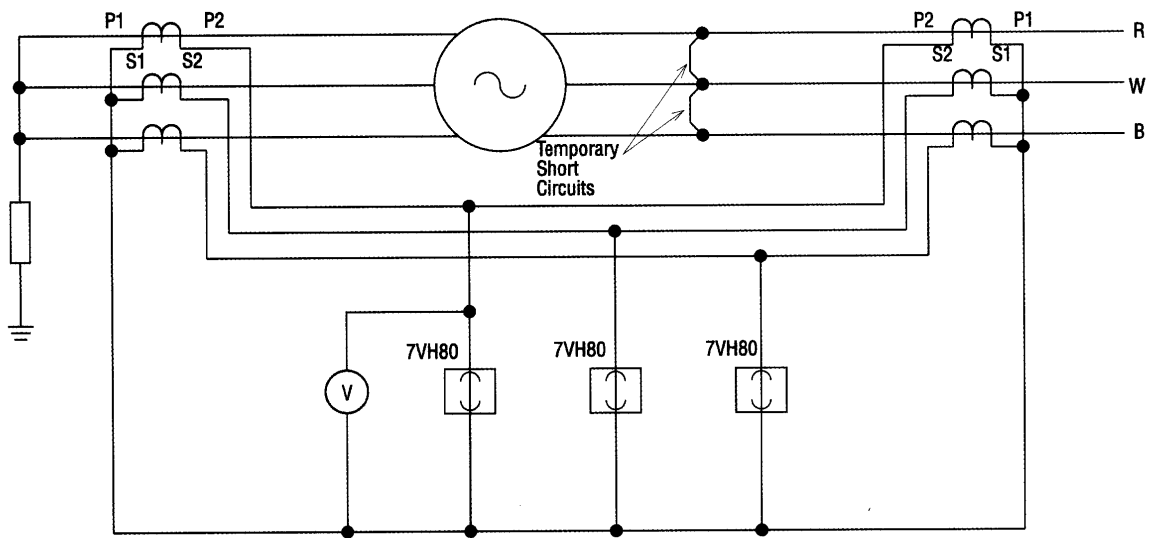 P1 P2
P2 P1
R
S1 S2
S2 S1
W
B
Temporary
Short
Circuits
7VH80
7VH80
7VH80
V